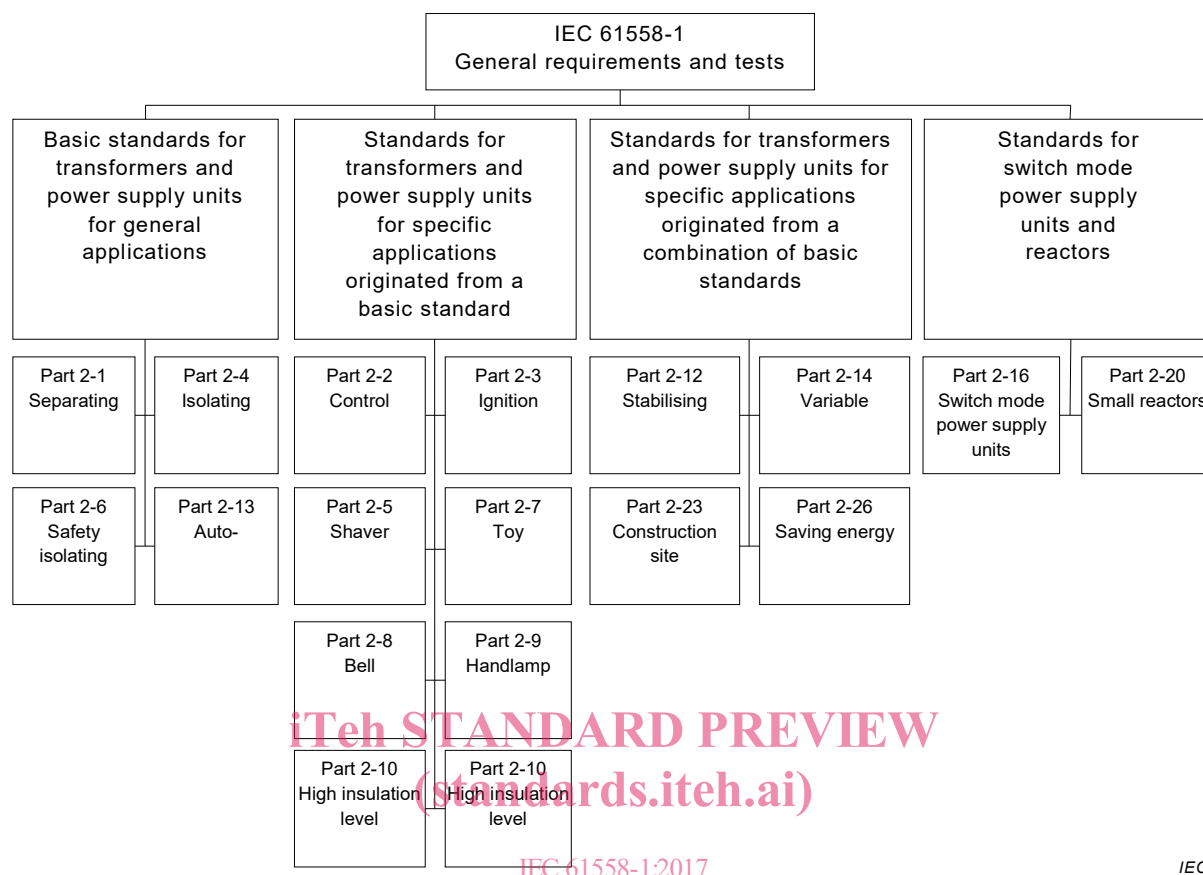 IEC 61558-1
General requirements and tests
Basic standards for
transformers and
power supply units
for general
applications
Standards for
transformers and
power supply units
for specific
applications
originated from a
basic standard
Standards for transformers
and power supply units for
specific applications
originated from a
combination of basic
standards
Standards for
switch mode
power supply
units and
reactors
Part 2-1
Separating
Part 2-4
Isolating
Part 2-2
Control
Part 2-3
Ignition
Part 2-12
Stabilising
Part 2-14
Variable
Part 2-16
Switch mode
power supply
units
Part 2-20
Small reactors
Part 2-6
Safety
isolating
Part 2-13
Auto-
Part 2-5
Shaver
Part 2-7
Toy
Part 2-23
Construction
site
Part 2-26
Saving energy
Part 2-8
Bell
Part 2-9
Handlamp
iTeh STANDARD PREVIEW
(standards.iteh.ai)
Part 2-10
High insulation
level
Part 2-10
High insulation
level
IEC 61558-1:2017
IEC